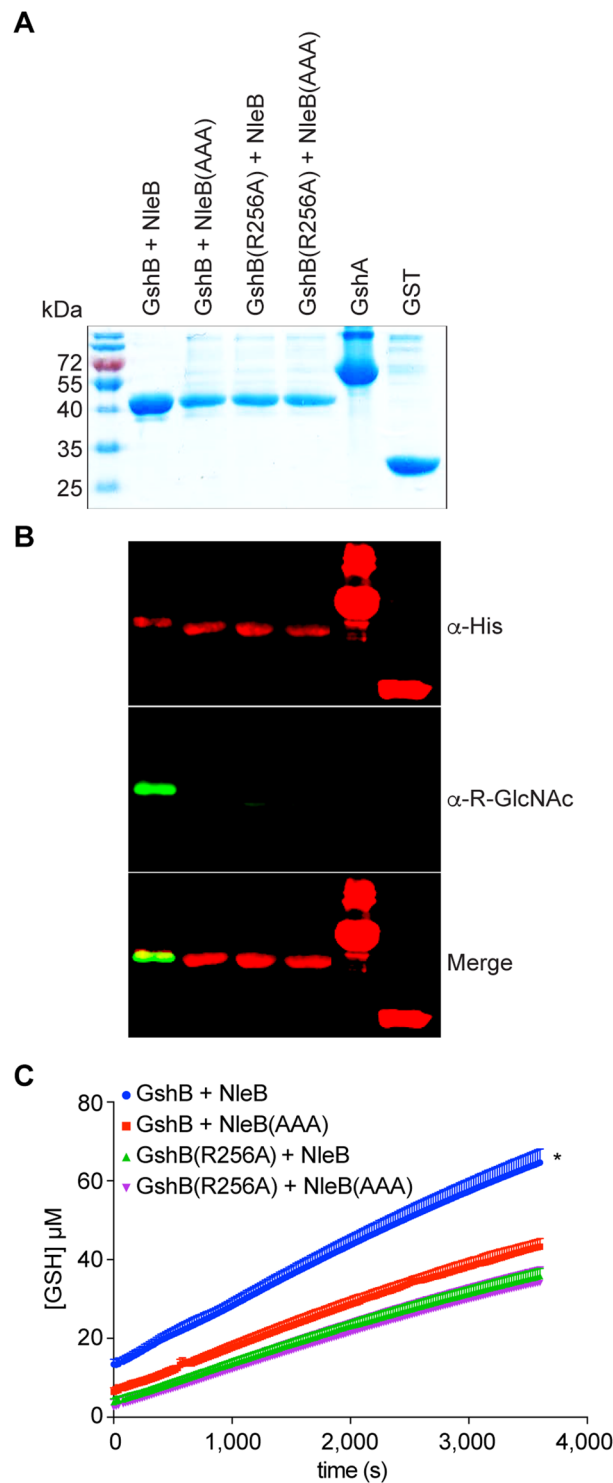 A
GshB + NleB
GshB + NleB(AAA)
GshB(R256A) + NleB
GshB(R256A) + NleB(AAA)
GshA
GST
kDa
72
55
40
35
25
B
α-His
α-R-GlcNAc
Merge
C
GshB + NleB
GshB + NleB(AAA)
GshB(R256A) + NleB
GshB(R256A) + NleB(AAA)
*
[GSH] µM
80
60
40
20
0
0 1,000 2,000 3,000 4,000
time (s)